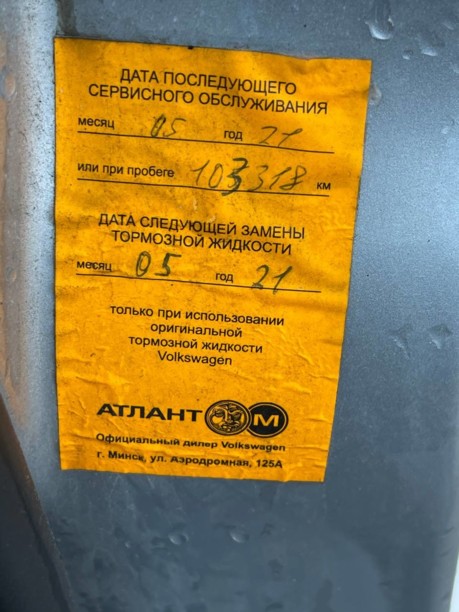 ДАТА ПОСЛЕДУЮЩЕГО
СЕРВИСНОГО ОБСЛУЖИВАНИЯ
месяц 05 год 21
или при пробеге 103318 км
ДАТА СЛЕДУЮЩЕЙ ЗАМЕНЫ
ТОРМОЗНОЙ ЖИДКОСТИ
месяц 05 год 21
только при использовании
оригинальной
тормозной жидкости
Volkswagen
АТЛАНТ М
Официальный дилер Volkswagen
г. Минск, ул. Аэродромная, 125А